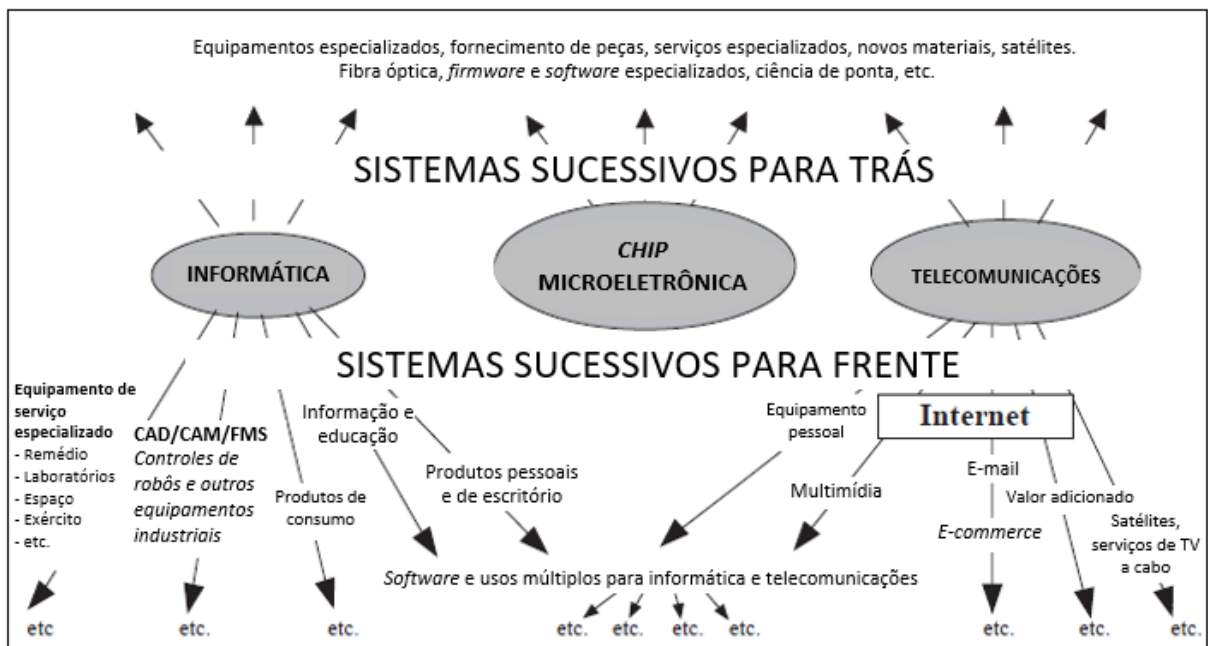 Equipamentos especializados, fornecimento de peças, serviços especializados, novos materiais, satélites.
Fibra óptica, firmware e software especializados, ciência de ponta, etc.
SISTEMAS SUCESSIVOS PARA TRÁS
INFORMÁTICA
CHIP
MICROELETRÔNICA
TELECOMUNICAÇÕES
SISTEMAS SUCESSIVOS PARA FRENTE
Equipamento de
serviço
especializado
- Remédio
- Laboratórios
- Espaço
- Exército
- etc.
CAD/CAM/FMS
Controles de
robôs e outros
equipamentos
industriais
Produtos de
consumo
Informação e
educação
Produtos pessoais
e de escritório
Equipamento
pessoal
Multimídia
Internet
E-mail
E-commerce
Valor adicionado
Satélites,
serviços de TV
a cabo
Software e usos múltiplos para informática e telecomunicações
etc
etc.
etc.
etc.
etc.
etc.
etc.
etc.
etc.
etc.